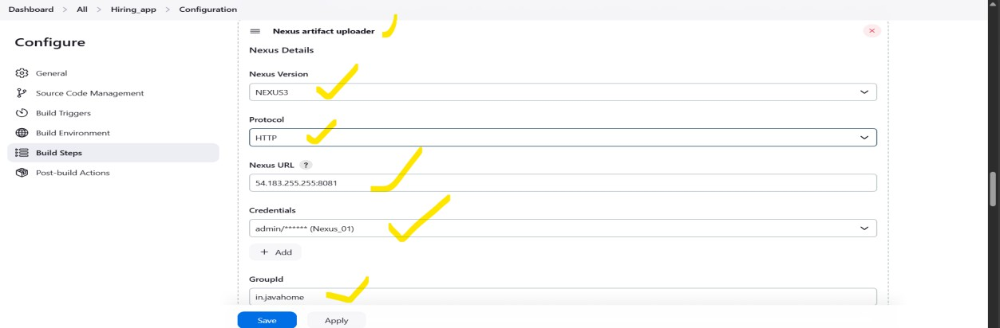 Dashboard > All > Hiring_app > Configuration
Configure
General
Source Code Management
Build Triggers
Build Environment
Build Steps
Post-build Actions
Nexus artifact uploader
Nexus Details
Nexus Version
NEXUS3
Protocol
HTTP
Nexus URL ?
54.183.255.255:8081
Credentials
admin/****** (Nexus_01)
+ Add
GroupId
in.javahome
Save Apply